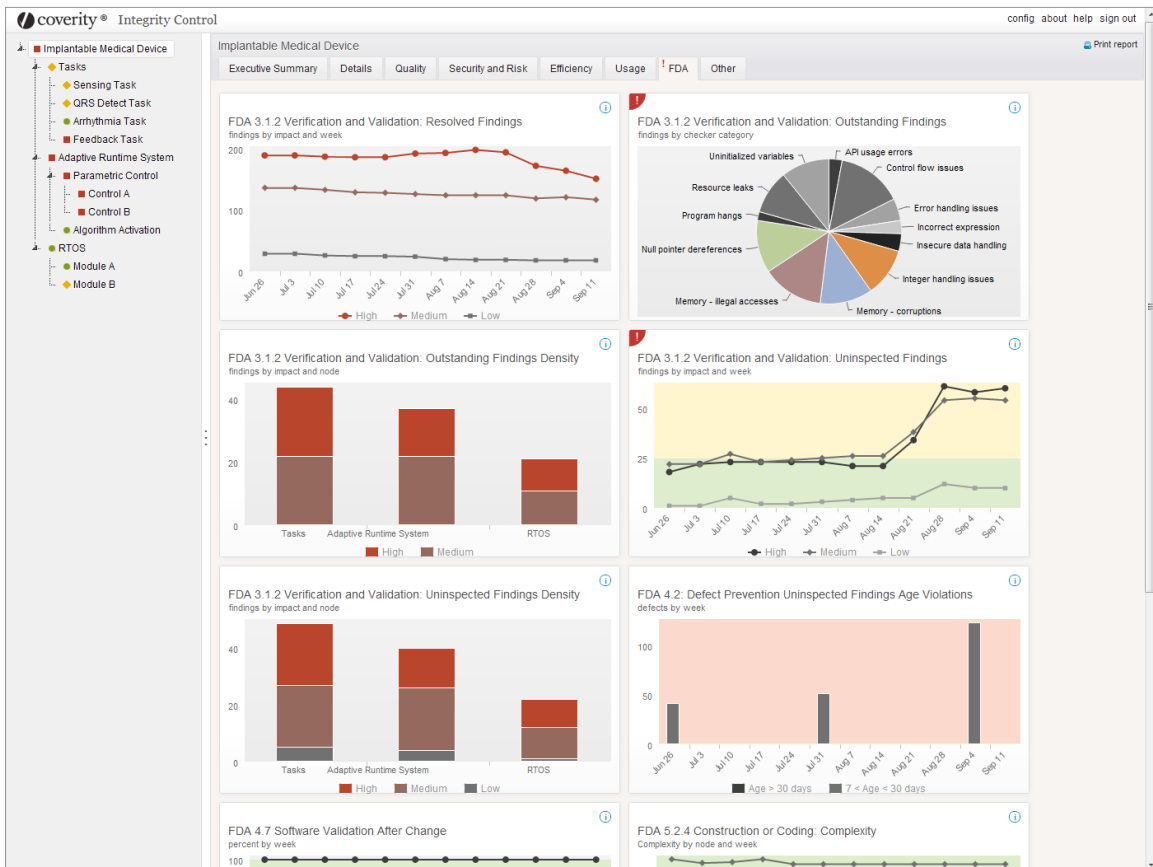 coverity ® Integrity Control
config about help sign out
Implantable Medical Device
Tasks
Sensing Task
QRS Detect Task
Arrhythmia Task
Feedback Task
Adaptive Runtime System
Parametric Control
Control A
Control B
Algorithm Activation
RTOS
Module A
Module B
Implantable Medical Device
Print report
Executive Summary Details Quality Security and Risk Efficiency Usage ! FDA Other
FDA 3.1.2 Verification and Validation: Resolved Findings
findings by impact and week
200
100
0
Jun 26 Jul 3 Jul 10 Jul 17 Jul 24 Jul 31 Aug 7 Aug 14 Aug 21 Aug 28 Sep 4 Sep 11
High Medium Low
!
FDA 3.1.2 Verification and Validation: Outstanding Findings
findings by checker category
API usage errors
Control flow issues
Error handling issues
Incorrect expression
Insecure data handling
Integer handling issues
Memory - corruptions
Memory - illegal accesses
Null pointer dereferences
Program hangs
Resource leaks
Uninitialized variables
FDA 3.1.2 Verification and Validation: Outstanding Findings Density
findings by impact and node
40
20
0
Tasks Adaptive Runtime System RTOS
High Medium
!
FDA 3.1.2 Verification and Validation: Uninspected Findings
findings by impact and week
50
25
0
Jun 26 Jul 3 Jul 10 Jul 17 Jul 24 Jul 31 Aug 7 Aug 14 Aug 21 Aug 28 Sep 4 Sep 11
High Medium Low
FDA 3.1.2 Verification and Validation: Uninspected Findings Density
findings by impact and node
40
20
0
Tasks Adaptive Runtime System RTOS
High Medium Low
FDA 4.2: Defect Prevention Uninspected Findings Age Violations
defects by week
100
50
0
Jun 26 Jul 3 Jul 10 Jul 17 Jul 24 Jul 31 Aug 7 Aug 14 Aug 21 Aug 28 Sep 4 Sep 11
Age > 30 days 7 < Age < 30 days
FDA 4.7 Software Validation After Change
percent by week
100
FDA 5.2.4 Construction or Coding: Complexity
Complexity by node and week